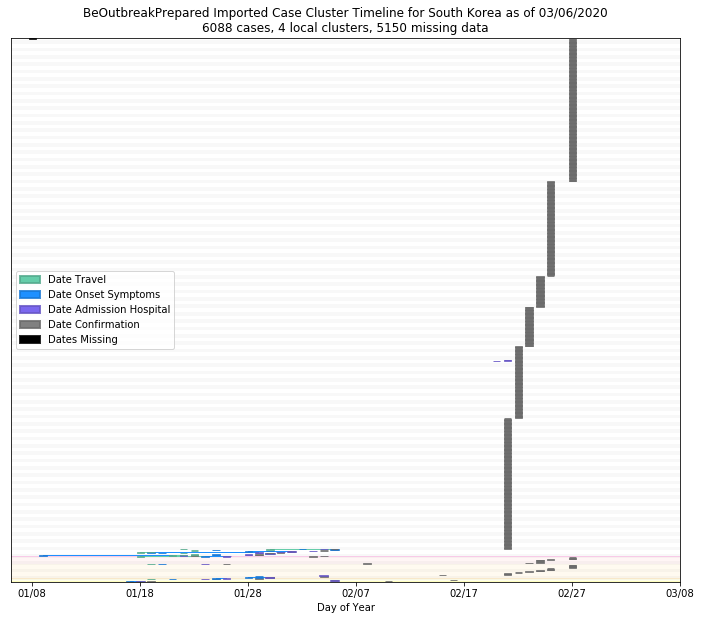 BeOutbreakPrepared Imported Case Cluster Timeline for South Korea as of 03/06/2020
6088 cases, 4 local clusters, 5150 missing data
Date Travel
Date Onset Symptoms
Date Admission Hospital
Date Confirmation
Dates Missing
01/08 01/18 01/28 02/07 02/17 02/27 03/08
Day of Year